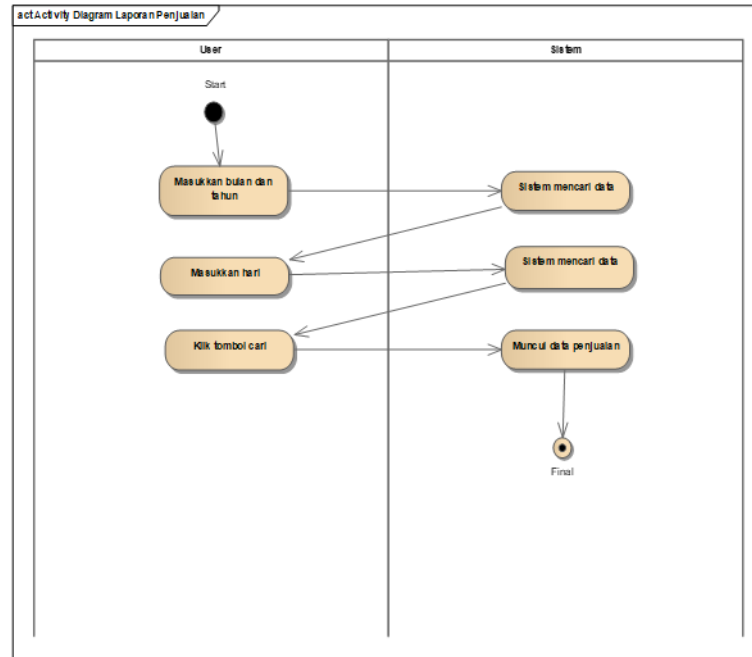 act Activity Diagram Laporan Penjualan
User
Sistem
Start
Masukkan bulan dan
tahun
Sistem mencari data
Masukkan hari
Sistem mencari data
Klik tombol cari
Muncul data penjualan
Final